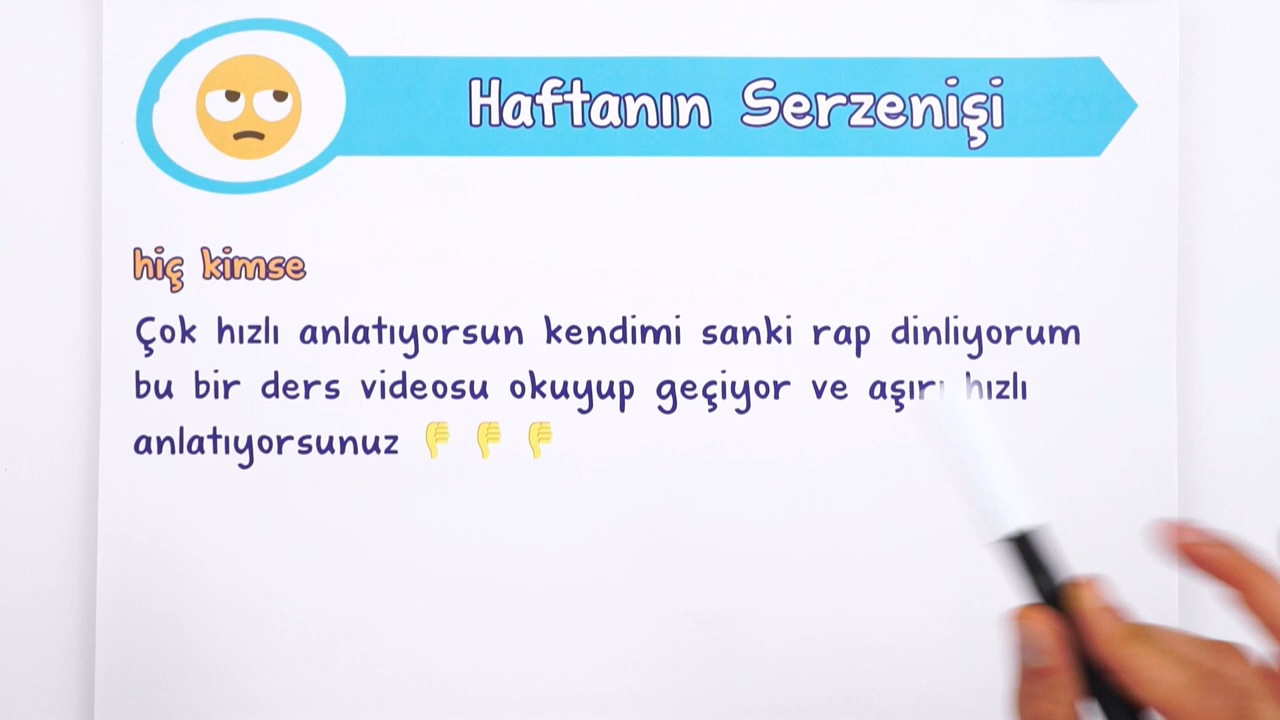 Haftanın Serzenişi
hiç kimse
Çok hızlı anlatıyorsun kendimi sanki rap dinliyorum
bu bir ders videosu okuyup geçiyor ve aşırı hızlı
anlatıyorsunuz 👎 👎 👎